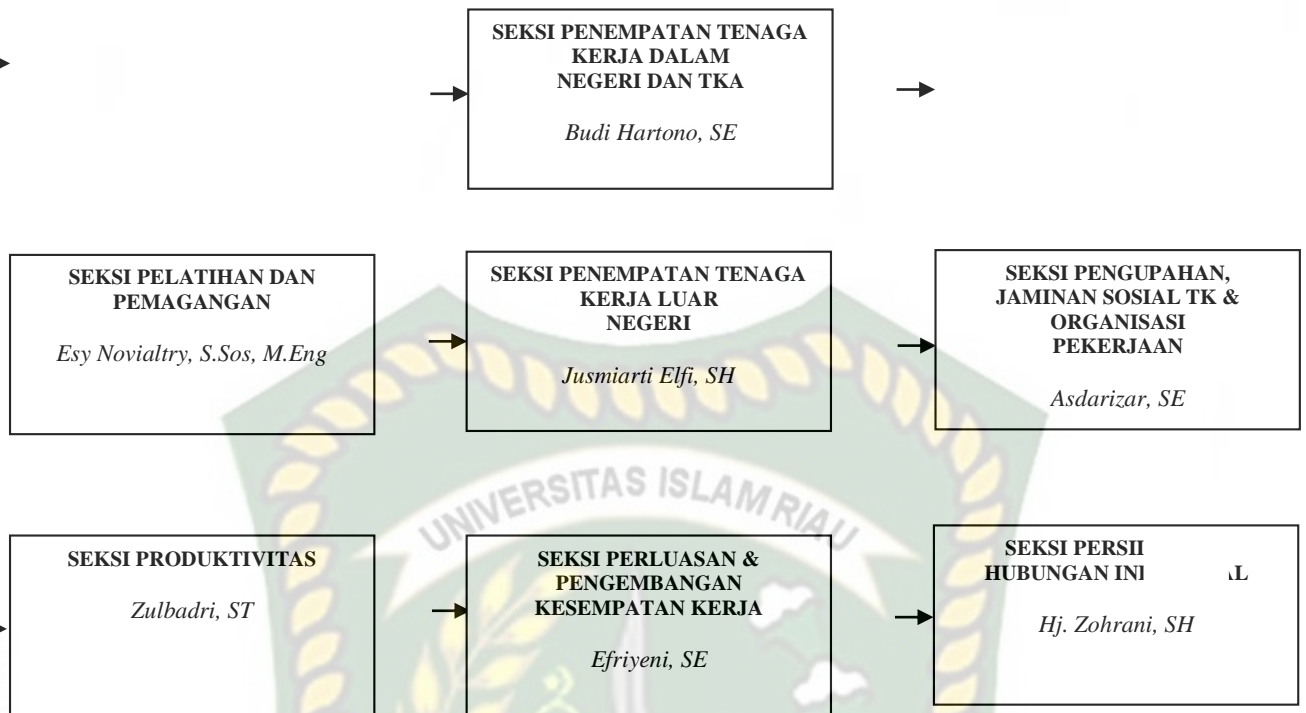 SEKSI PENEMPATAN TENAGA
KERJA DALAM
NEGERI DAN TKA
Budi Hartono, SE
SEKSI PELATIHAN DAN
PEMAGANGAN
Esy Novialtry, S.Sos, M.Eng
SEKSI PENEMPATAN TENAGA
KERJA LUAR
NEGERI
Jusmiarti Elfi, SH
SEKSI PENGUPAHAN,
JAMINAN SOSIAL TK &
ORGANISASI
PEKERJAAN
Asdarizar, SE
UNIVERSITAS ISLAM RIAU
SEKSI PRODUKTIVITAS
Zulbadri, ST
SEKSI PERLUASAN &
PENGEMBANGAN
KESEMPATAN KERJA
Efriyeni, SE
SEKSI
HUBUNGAN
Hj. Zohrani, SH